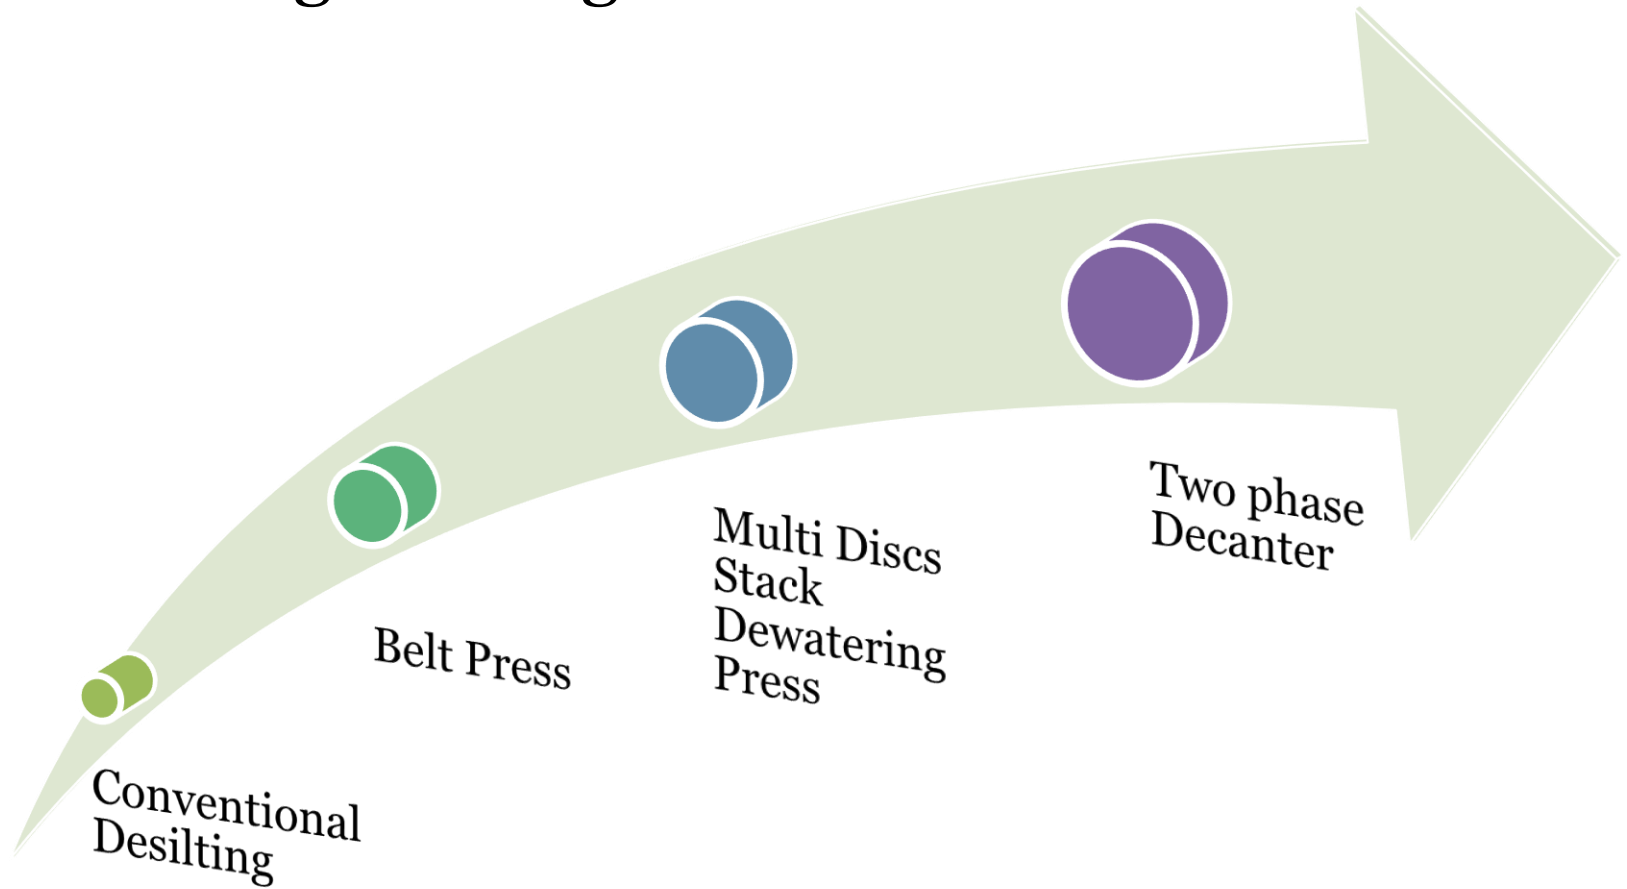 Conventional
Desilting
Belt Press
Multi Discs
Stack
Dewatering
Press
Two phase
Decanter